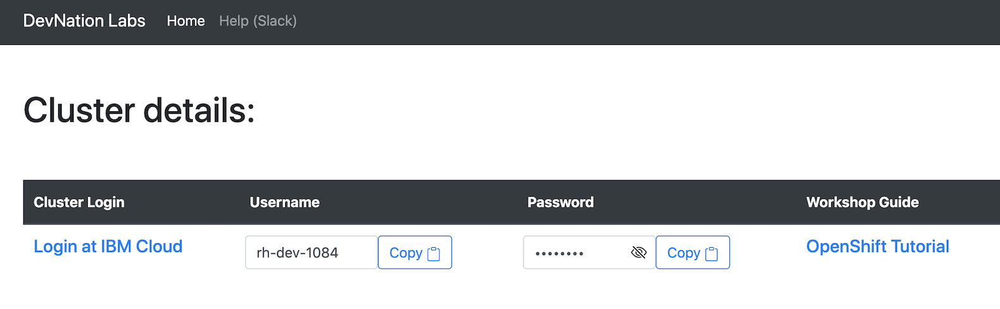 DevNation Labs Home Help (Slack)
Cluster details:
Cluster Login Username Password Workshop Guide
Login at IBM Cloud rh-dev-1084 Copy •••••••• Copy OpenShift Tutorial